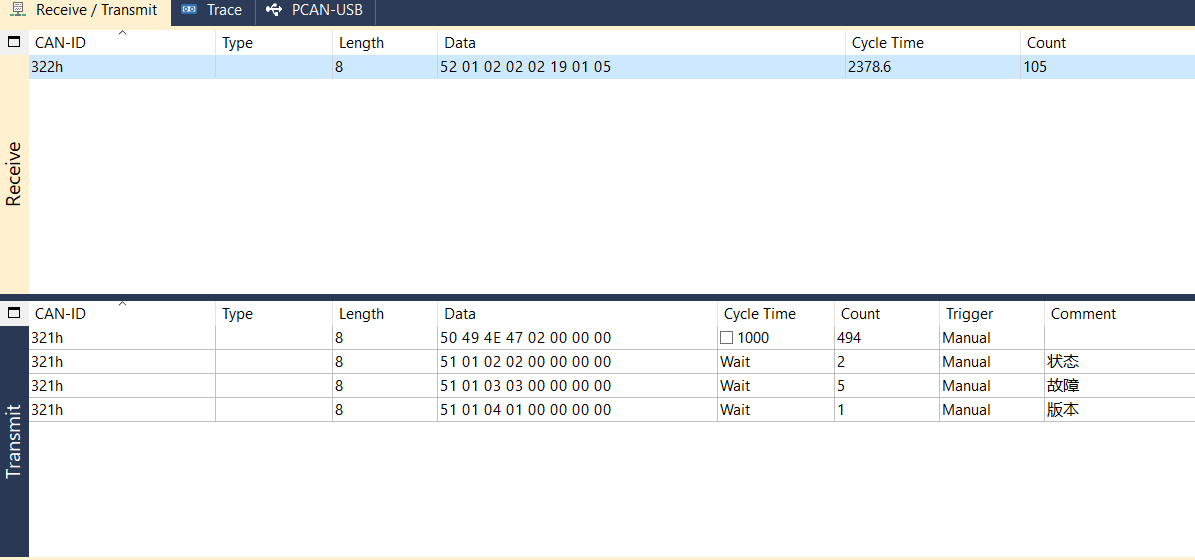 Receive / Transmit Trace PCAN-USB
CAN-ID Type Length Data Cycle Time Count
322h 8 52 01 02 02 02 19 01 05 2378.6 105
Receive
CAN-ID Type Length Data Cycle Time Count Trigger Comment
321h 8 50 49 4E 47 02 00 00 00 1000 494 Manual
321h 8 51 01 02 02 00 00 00 00 Wait 2 Manual 状态
321h 8 51 01 03 03 00 00 00 00 Wait 5 Manual 故障
321h 8 51 01 04 01 00 00 00 00 Wait 1 Manual 版本
Transmit